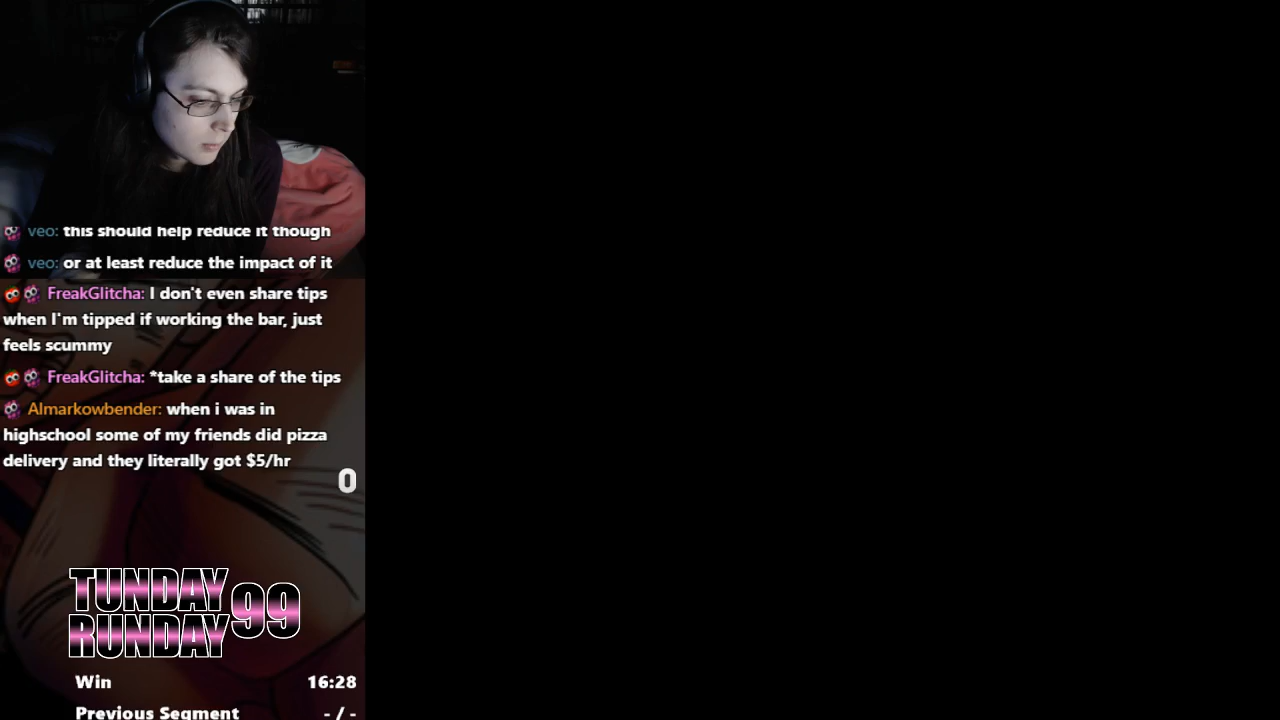 veo: this should help reduce it though
veo: or at least reduce the impact of it
FreakGlitcha: I don't even share tips
when I'm tipped if working the bar, just
feels scummy
FreakGlitcha: *take a share of the tips
Almarkowbender: when i was in
highschool some of my friends did pizza
delivery and they literally got $5/hr
0
TUNDAY
RUNDAY 99
Win 16:28
Previous Segment - / -